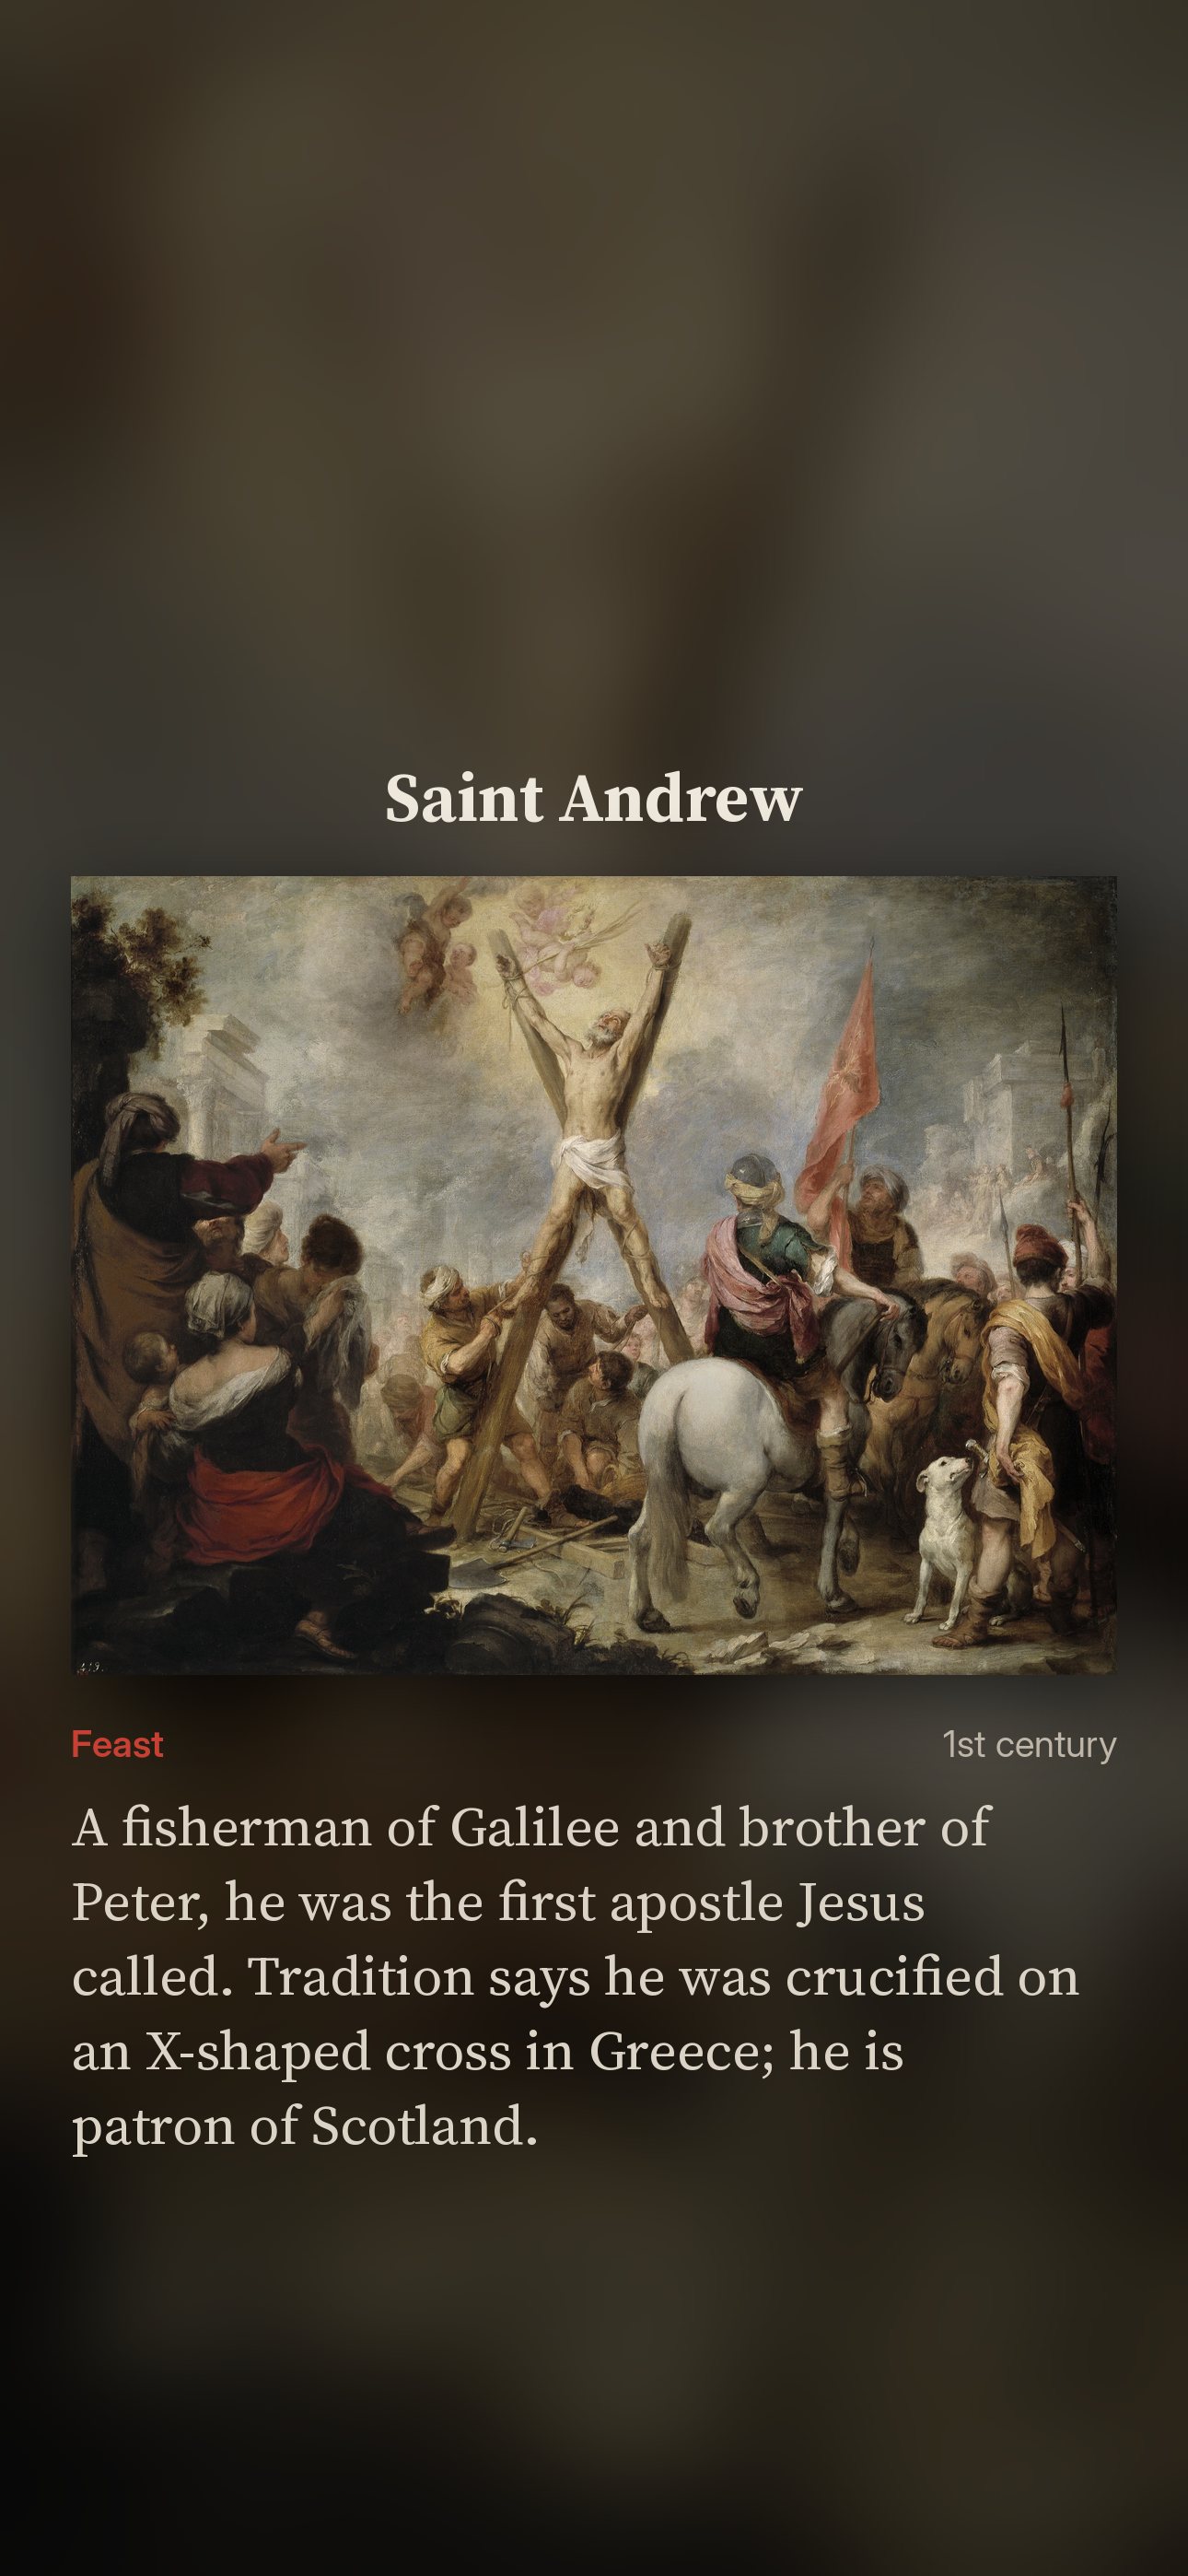 Saint Andrew
Feast
1st century
A fisherman of Galilee and brother of
Peter, he was the first apostle Jesus
called. Tradition says he was crucified on
an X-shaped cross in Greece; he is
patron of Scotland.